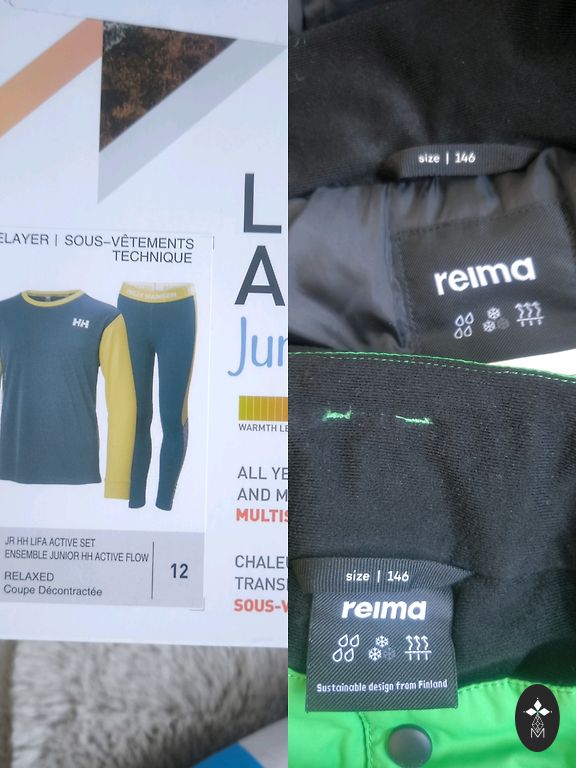 ELAYER | SOUS-VÊTEMENTS
TECHNIQUE
HH
HELLY HANSEN
JR HH LIFA ACTIVE SET
ENSEMBLE JUNIOR HH ACTIVE FLOW
RELAXED
Coupe Décontractée
12
L
A
Jun
WARMTH LE
ALL YE
AND M
MULTIS
CHALEU
TRANS
SOUS-V
size | 146
reima
size | 146
reima
Sustainable design from Finland
M